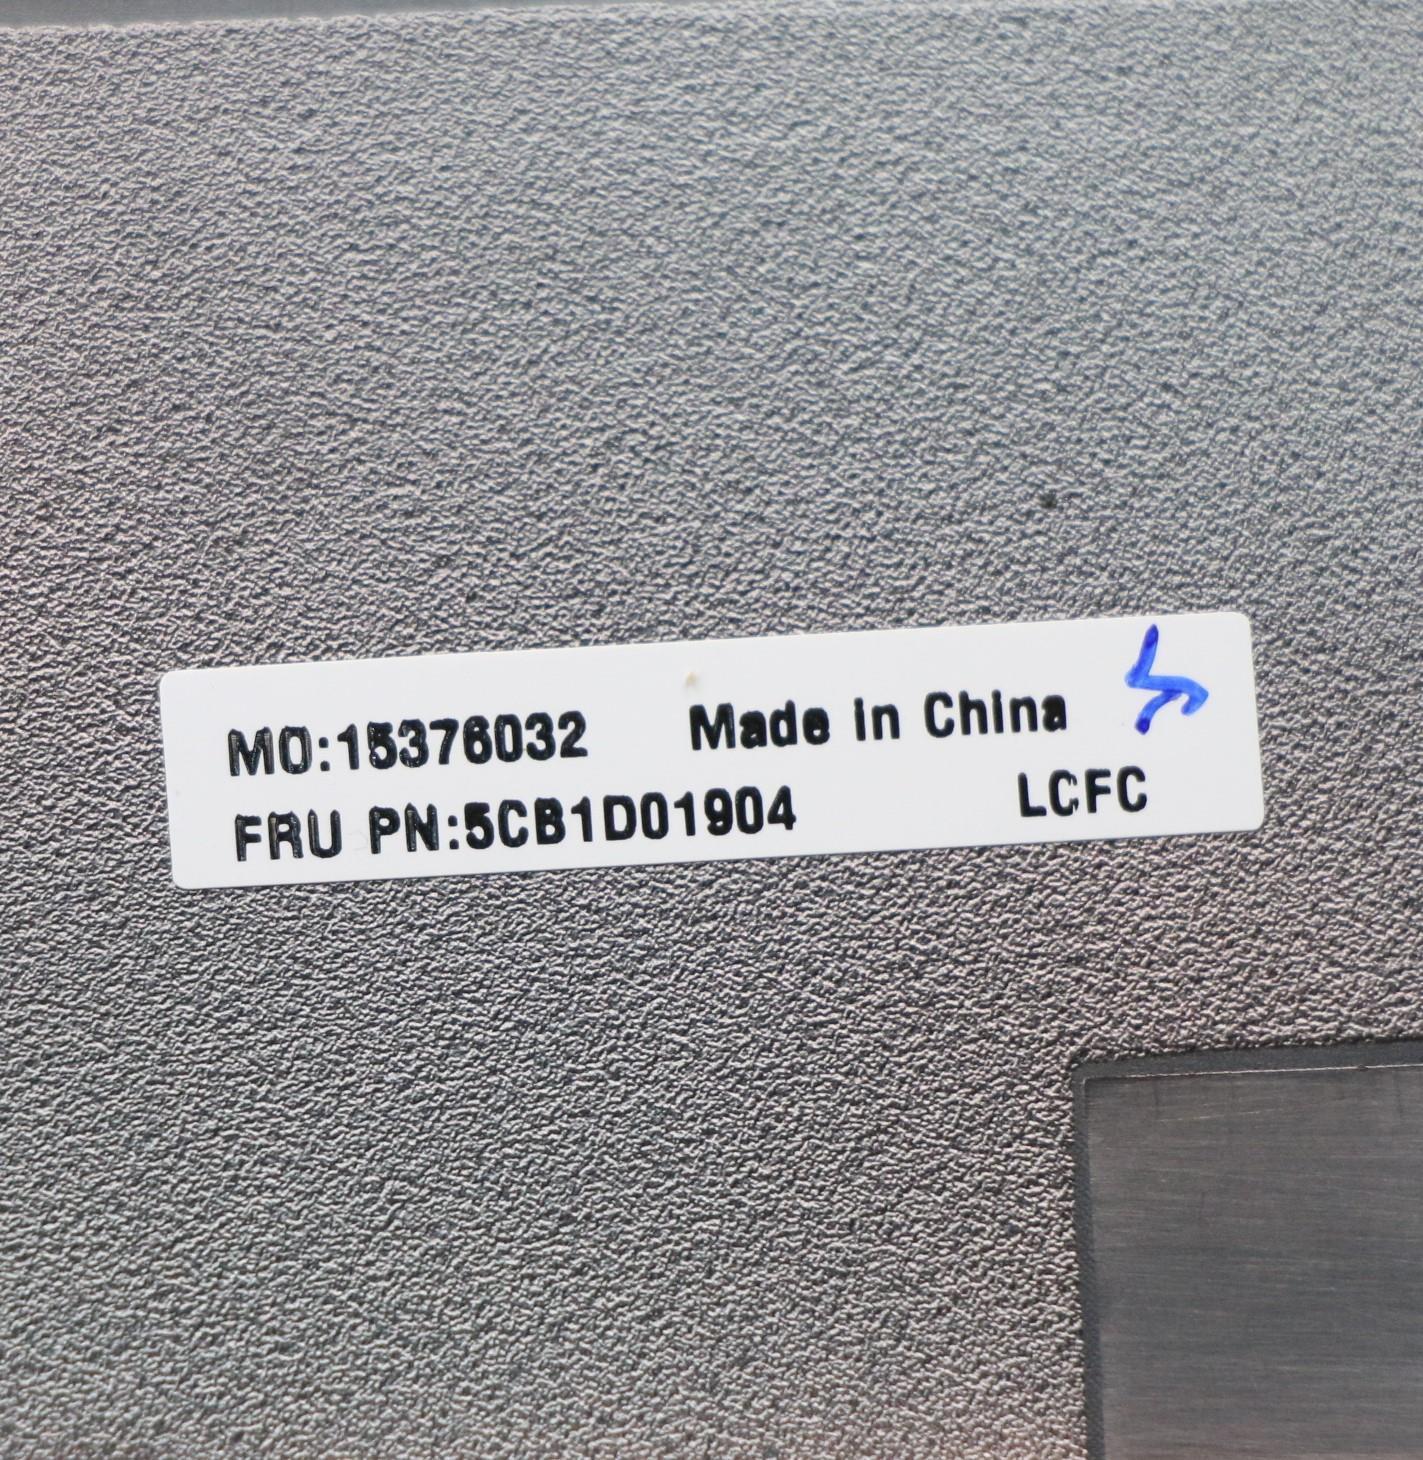 MO:15376032 Made in China
FRU PN:5CB1D01904 LCFC